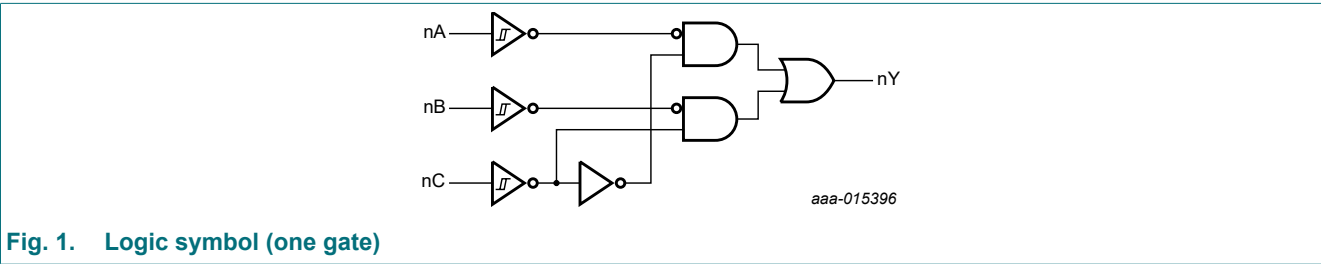 nA
nY
nB
nC
aaa-015396
Fig. 1. Logic symbol (one gate)